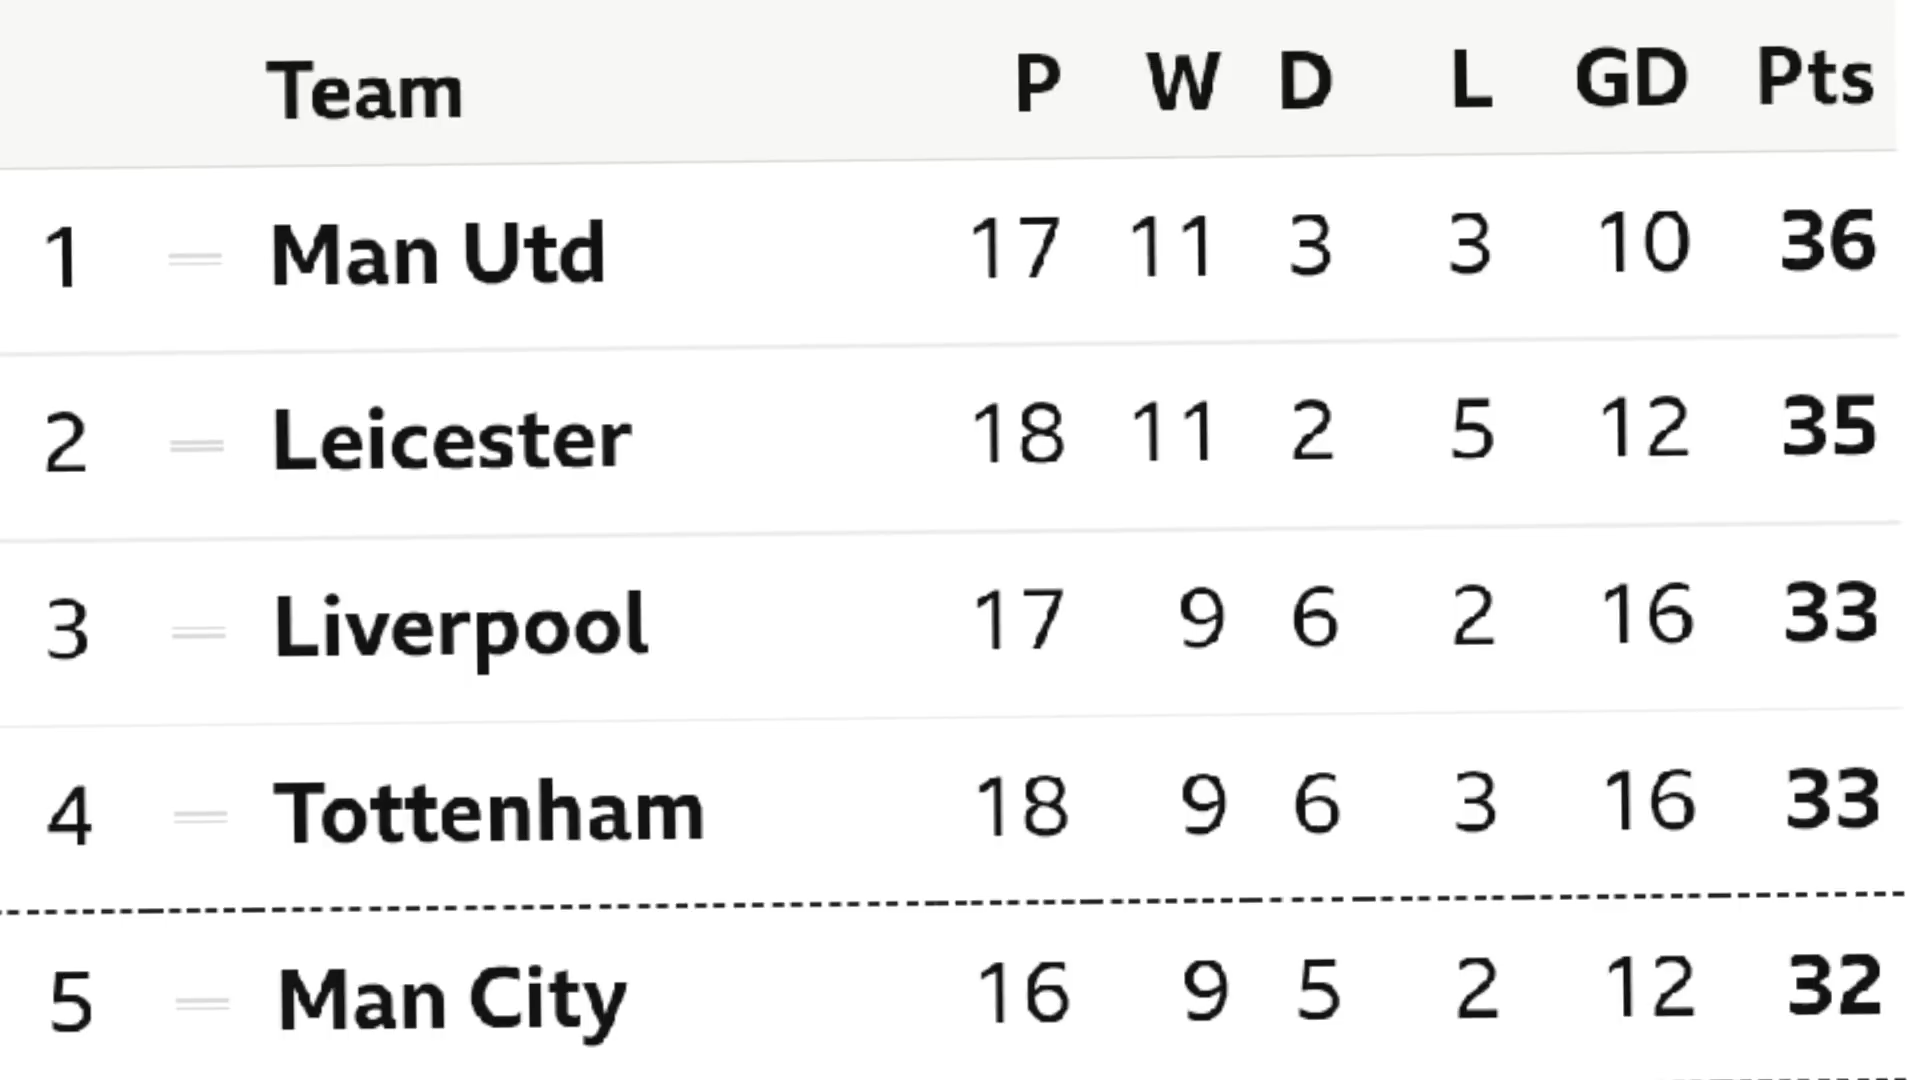 Team P W D L GD Pts
1 Man Utd 17 11 3 3 10 36
2 Leicester 18 11 2 5 12 35
3 Liverpool 17 9 6 2 16 33
4 Tottenham 18 9 6 3 16 33
5 Man City 16 9 5 2 12 32